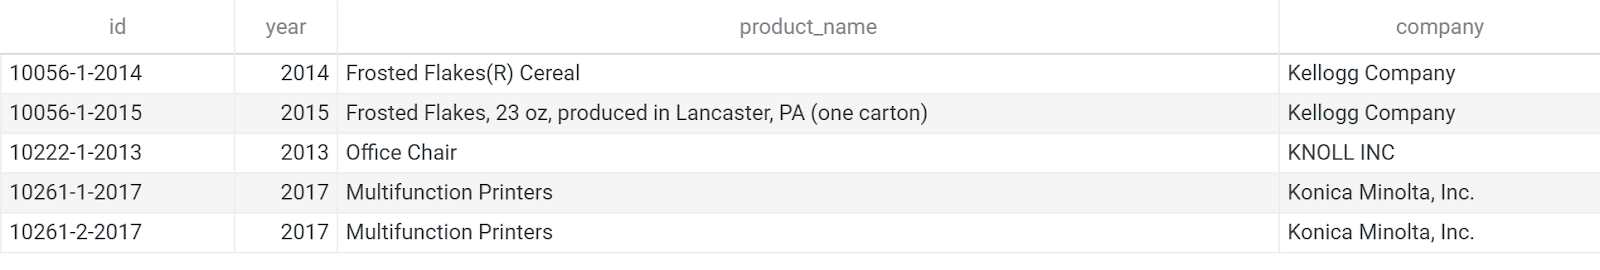 id year product_name company
10056-1-2014 2014 Frosted Flakes(R) Cereal Kellogg Company
10056-1-2015 2015 Frosted Flakes, 23 oz, produced in Lancaster, PA (one carton) Kellogg Company
10222-1-2013 2013 Office Chair KNOLL INC
10261-1-2017 2017 Multifunction Printers Konica Minolta, Inc.
10261-2-2017 2017 Multifunction Printers Konica Minolta, Inc.